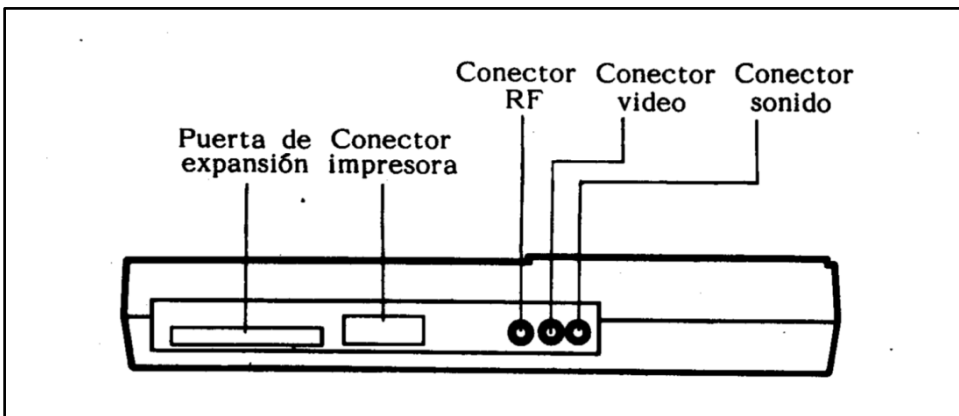 Conector RF
Conector video
Conector sonido
Puerta de expansión
Conector impresora